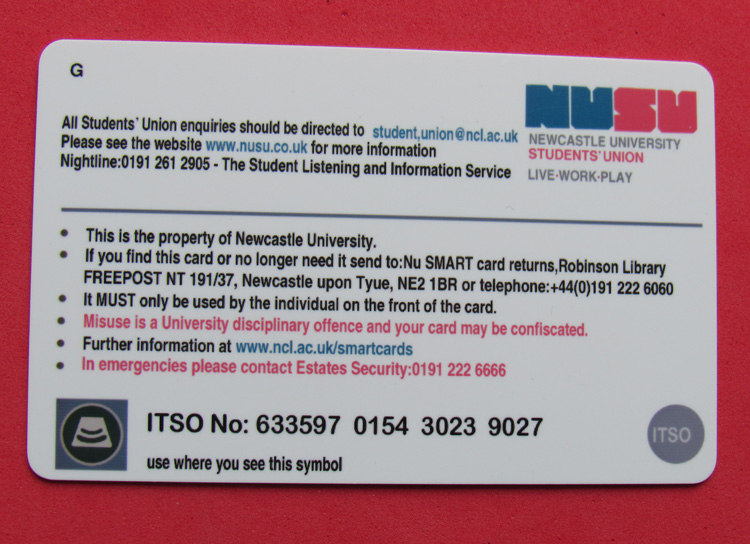 G
NUSU
NEWCASTLE UNIVERSITY
STUDENTS' UNION
LIVE·WORK·PLAY
All Students' Union enquiries should be directed to student,union@ncl.ac.uk
Please see the website www.nusu.co.uk for more information
Nightline:0191 261 2905 - The Student Listening and Information Service
• This is the property of Newcastle University.
• If you find this card or no longer need it send to:Nu SMART card returns,Robinson Library
FREEPOST NT 191/37, Newcastle upon Tyue, NE2 1BR or telephone:+44(0)191 222 6060
• It MUST only be used by the individual on the front of the card.
• Misuse is a University disciplinary offence and your card may be confiscated.
• Further information at www.ncl.ac.uk/smartcards
• In emergencies please contact Estates Security:0191 222 6666
ITSO No: 633597 0154 3023 9027
use where you see this symbol
ITSO